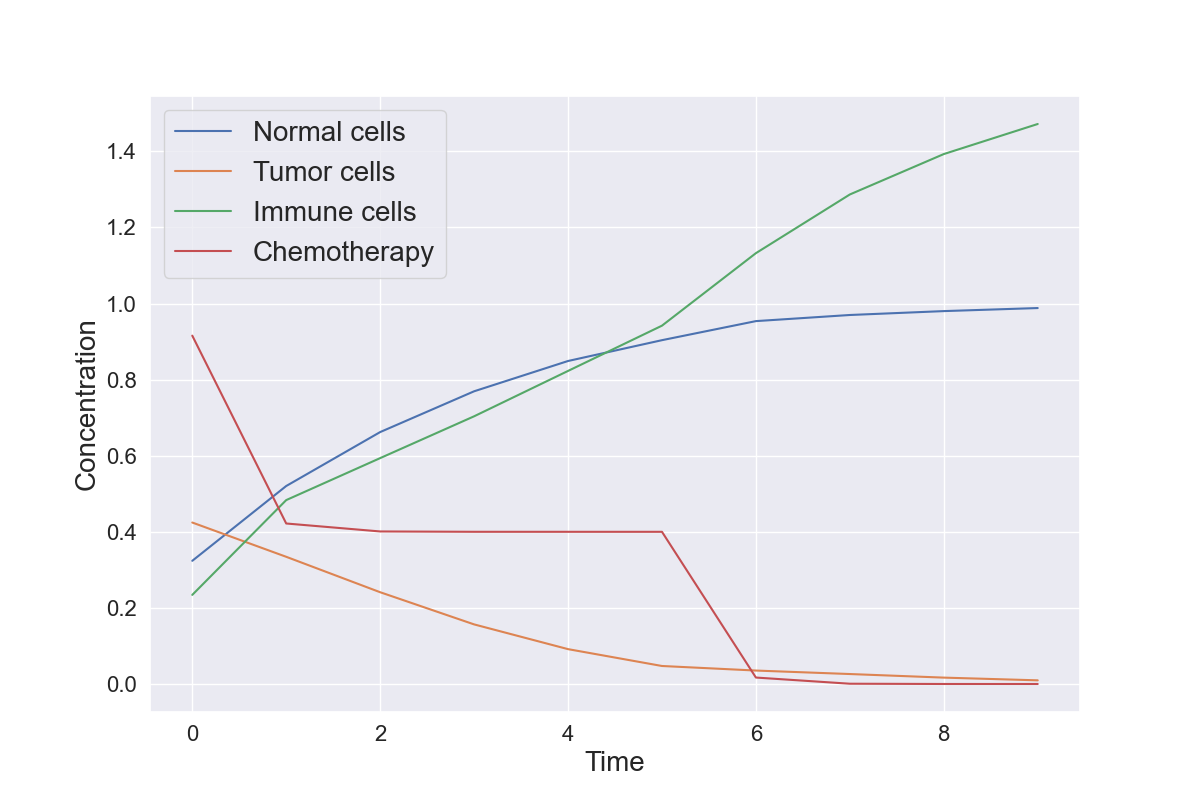 Normal cells
Tumor cells
Immune cells
Chemotherapy
1.4
1.2
1.0
0.8
0.6
0.4
0.2
0.0
Concentration
0 2 4 6 8
Time